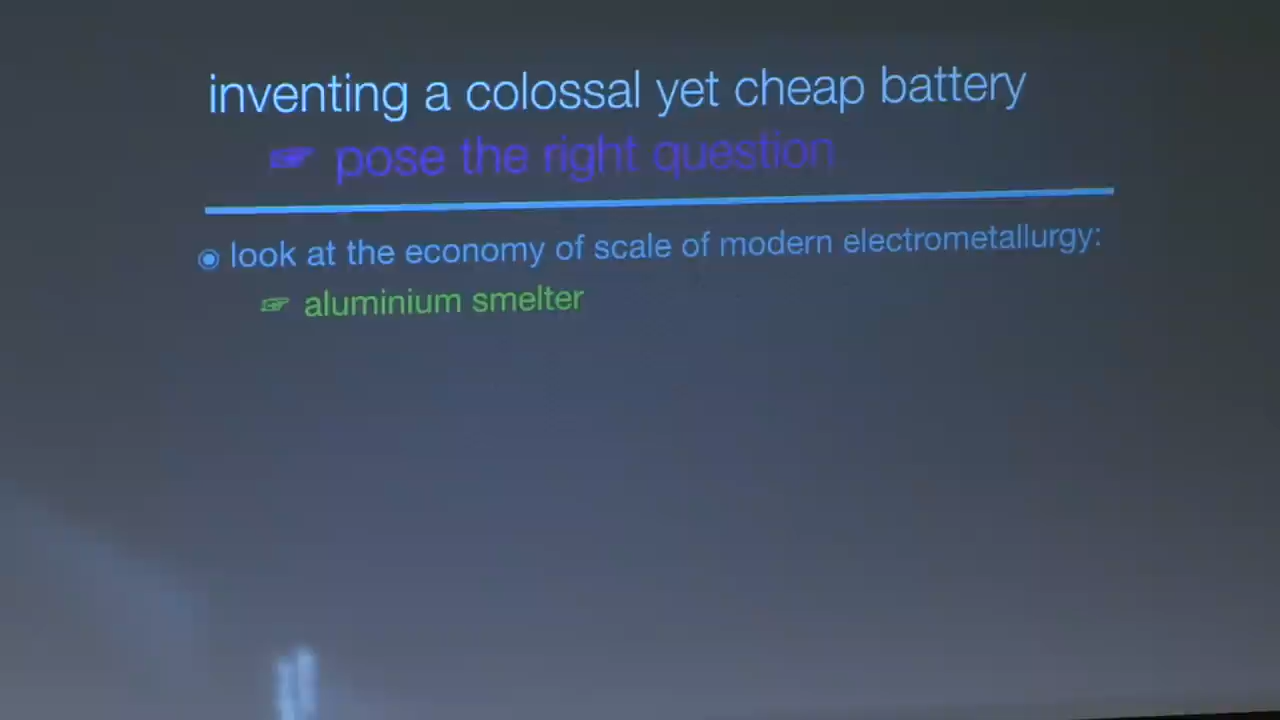 inventing a colossal yet cheap battery
☞ pose the right question
◉ look at the economy of scale of modern electrometallurgy:
☞ aluminium smelter